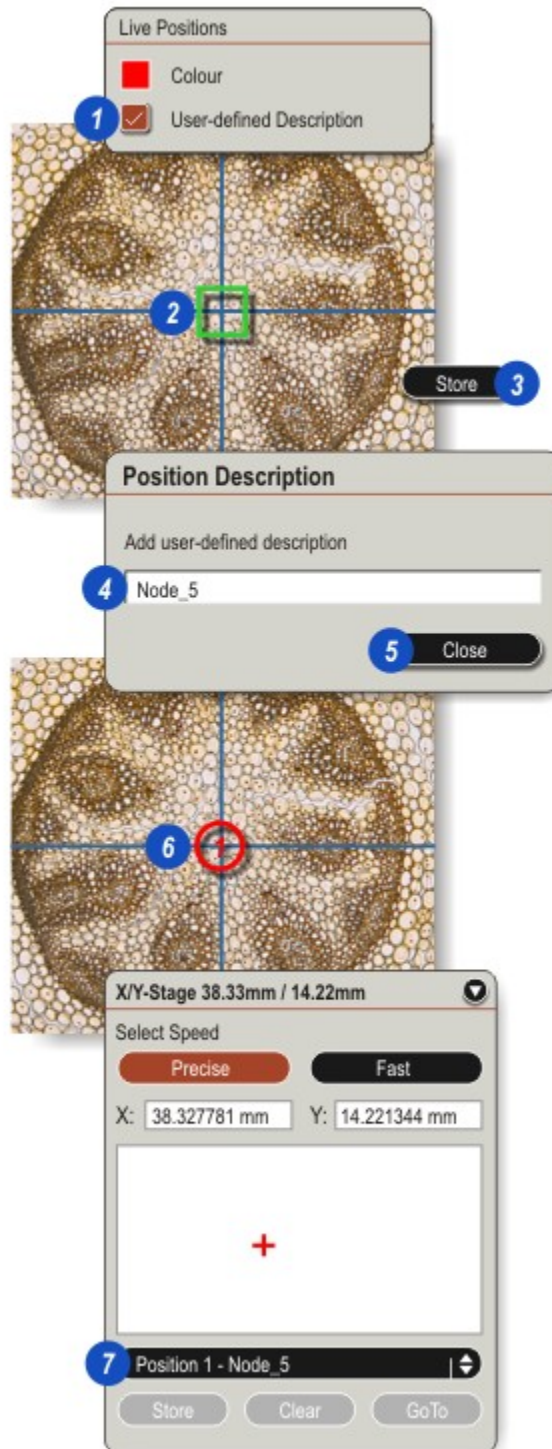 Live Positions
Colour
1 User-defined Description
2
Store 3
Position Description
Add user-defined description
4 Node_5
5 Close
6 1
X/Y-Stage 38.33mm / 14.22mm
Select Speed
Precise Fast
X: 38.327781 mm Y: 14.221344 mm
7 Position 1 - Node_5
Store Clear GoTo